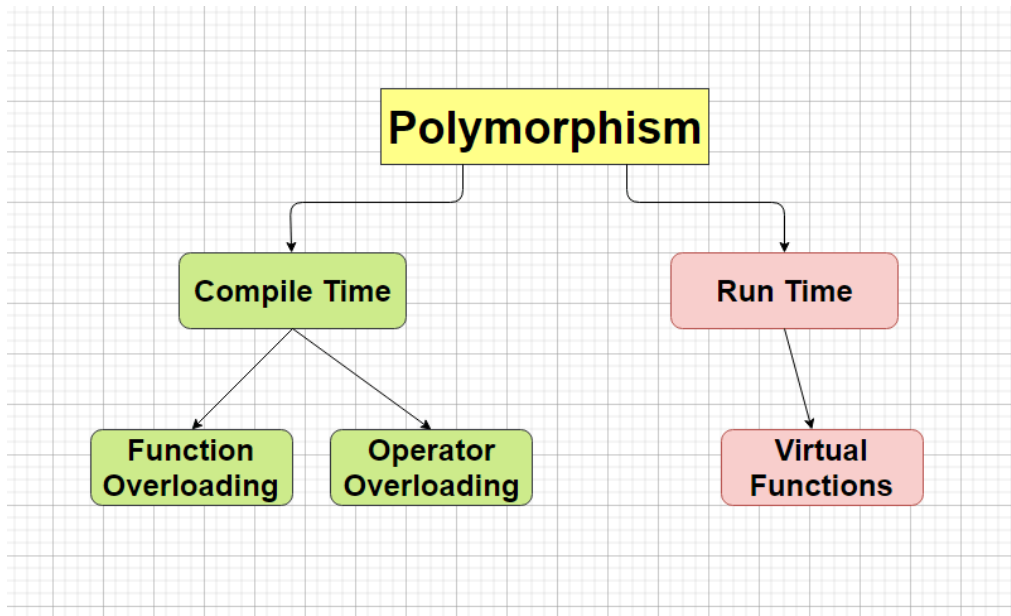 Polymorphism
Compile Time
Run Time
Function
Overloading
Operator
Overloading
Virtual
Functions